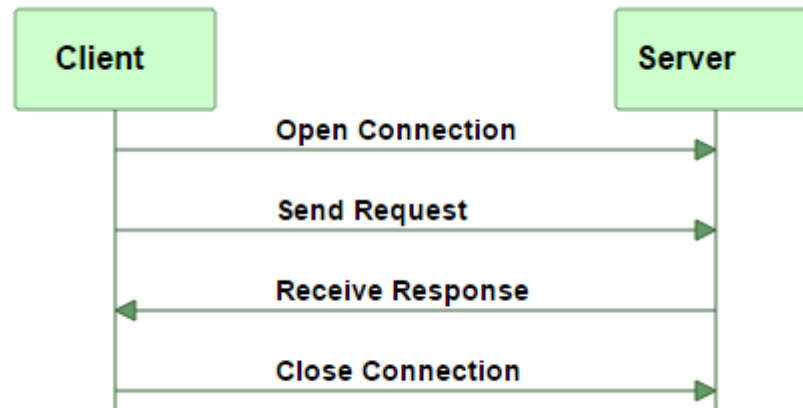 Client
Server
Open Connection
Send Request
Receive Response
Close Connection